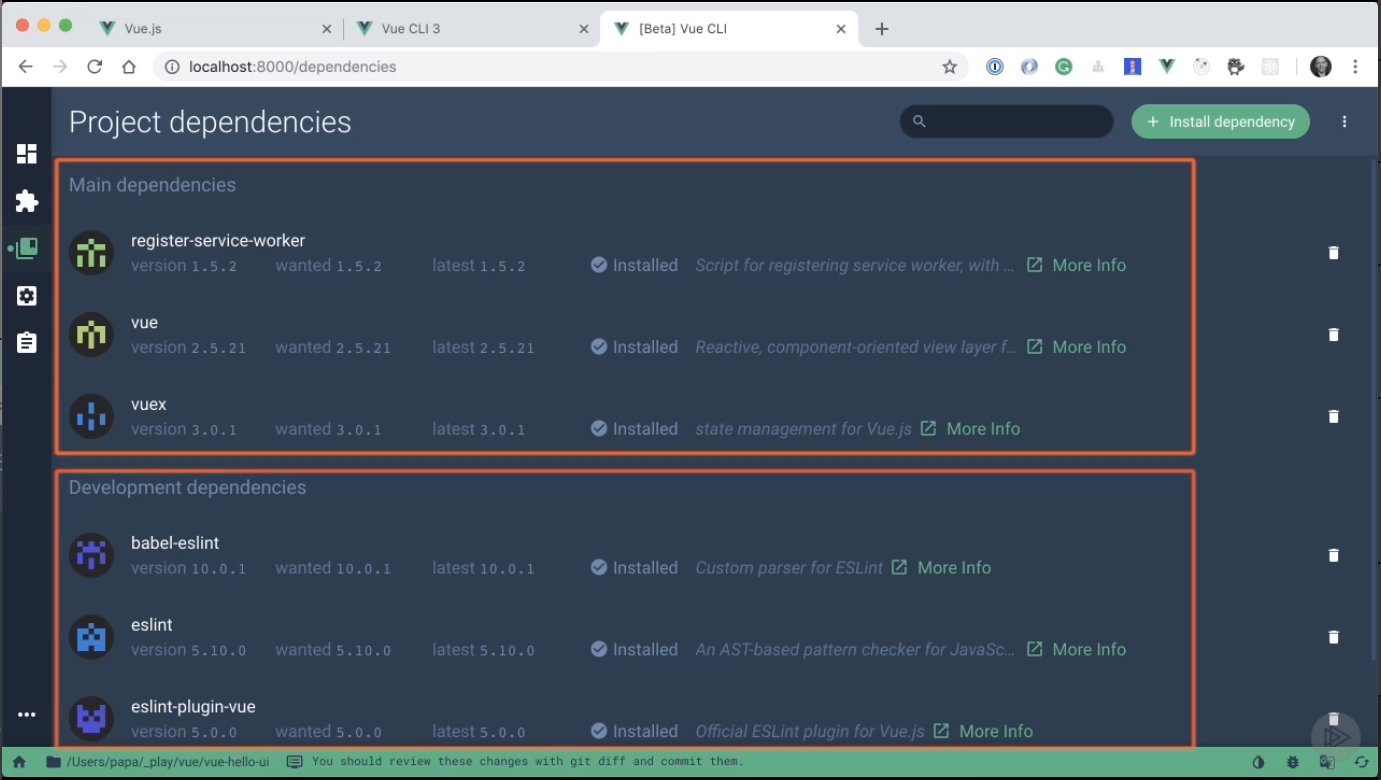 Vue.js
Vue CLI 3
[Beta] Vue CLI
localhost:8000/dependencies
Project dependencies
+ Install dependency
Main dependencies
register-service-worker
version 1.5.2 wanted 1.5.2 latest 1.5.2 Installed Script for registering service worker, with ... More Info
vue
version 2.5.21 wanted 2.5.21 latest 2.5.21 Installed Reactive, component-oriented view layer f... More Info
vuex
version 3.0.1 wanted 3.0.1 latest 3.0.1 Installed state management for Vue.js More Info
Development dependencies
babel-eslint
version 10.0.1 wanted 10.0.1 latest 10.0.1 Installed Custom parser for ESLint More Info
eslint
version 5.10.0 wanted 5.10.0 latest 5.10.0 Installed An AST-based pattern checker for JavaSc... More Info
eslint-plugin-vue
version 5.0.0 wanted 5.0.0 latest 5.0.0 Installed Official ESLint plugin for Vue.js More Info
/Users/papa/_play/vue/vue-hello-ui You should review these changes with git diff and commit them.